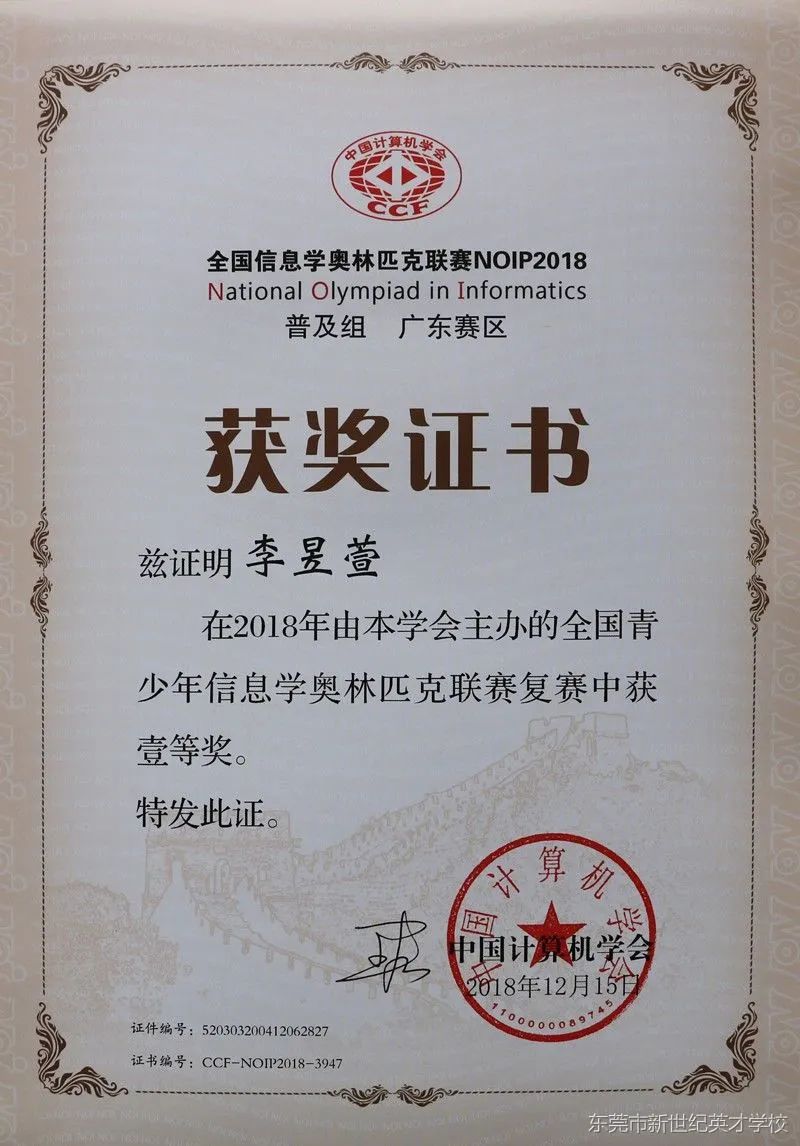 中国计算机学会
CCF
全国信息学奥林匹克联赛NOIP2018
National Olympiad in Informatics
普及组 广东赛区
获奖证书
兹证明 李昱萱
在2018年由本学会主办的全国青
少年信息学奥林匹克联赛复赛中获
壹等奖。
特发此证。
中国计算机学会
中国计算机学会
2018年12月15日
1100000089745
证件编号：520303200412062827
证书编号：CCF-NOIP2018-3947
东莞市新世纪英才学校